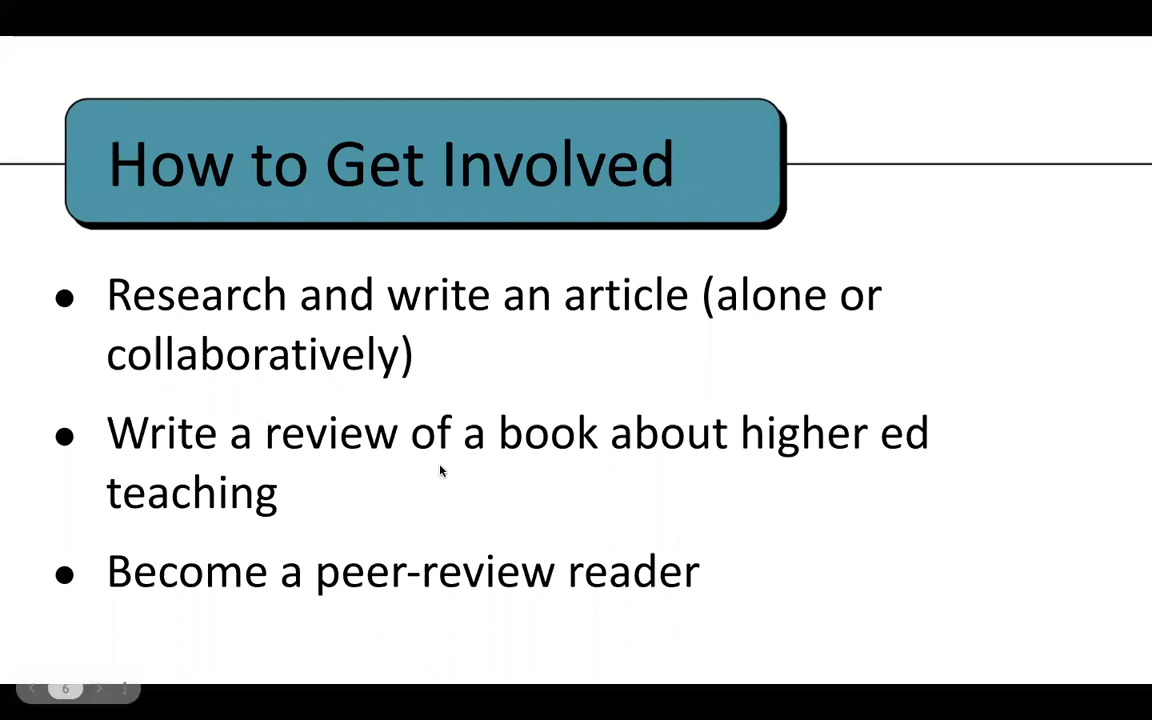 How to Get Involved
● Research and write an article (alone or
collaboratively)
● Write a review of a book about higher ed
teaching
● Become a peer-review reader
6